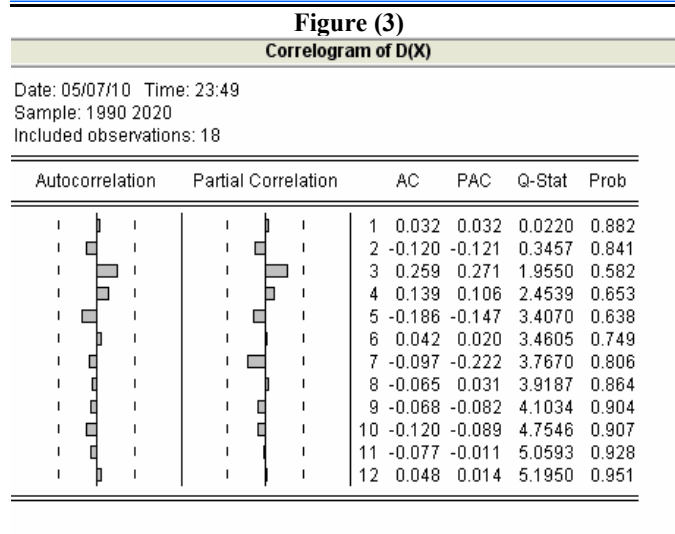 Figure (3)
Correlogram of D(X)
Date: 05/07/10 Time: 23:49
Sample: 1990 2020
Included observations: 18
Autocorrelation Partial Correlation AC PAC Q-Stat Prob
1 0.032 0.032 0.0220 0.882
2 -0.120 -0.121 0.3457 0.841
3 0.259 0.271 1.9550 0.582
4 0.139 0.106 2.4539 0.653
5 -0.186 -0.147 3.4070 0.638
6 0.042 0.020 3.4605 0.749
7 -0.097 -0.222 3.7670 0.806
8 -0.065 0.031 3.9187 0.864
9 -0.068 -0.082 4.1034 0.904
10 -0.120 -0.089 4.7546 0.907
11 -0.077 -0.011 5.0593 0.928
12 0.048 0.014 5.1950 0.951